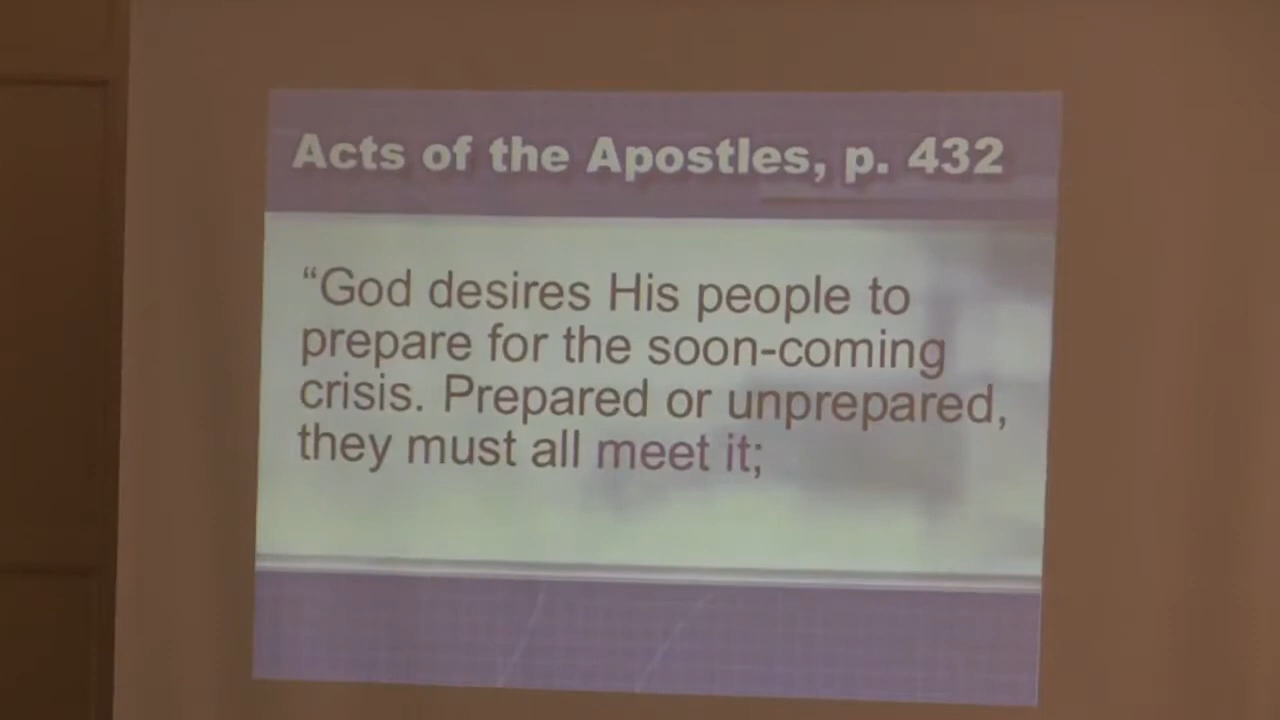 Acts of the Apostles, p. 432
“God desires His people to
prepare for the soon-coming
crisis. Prepared or unprepared,
they must all meet it;